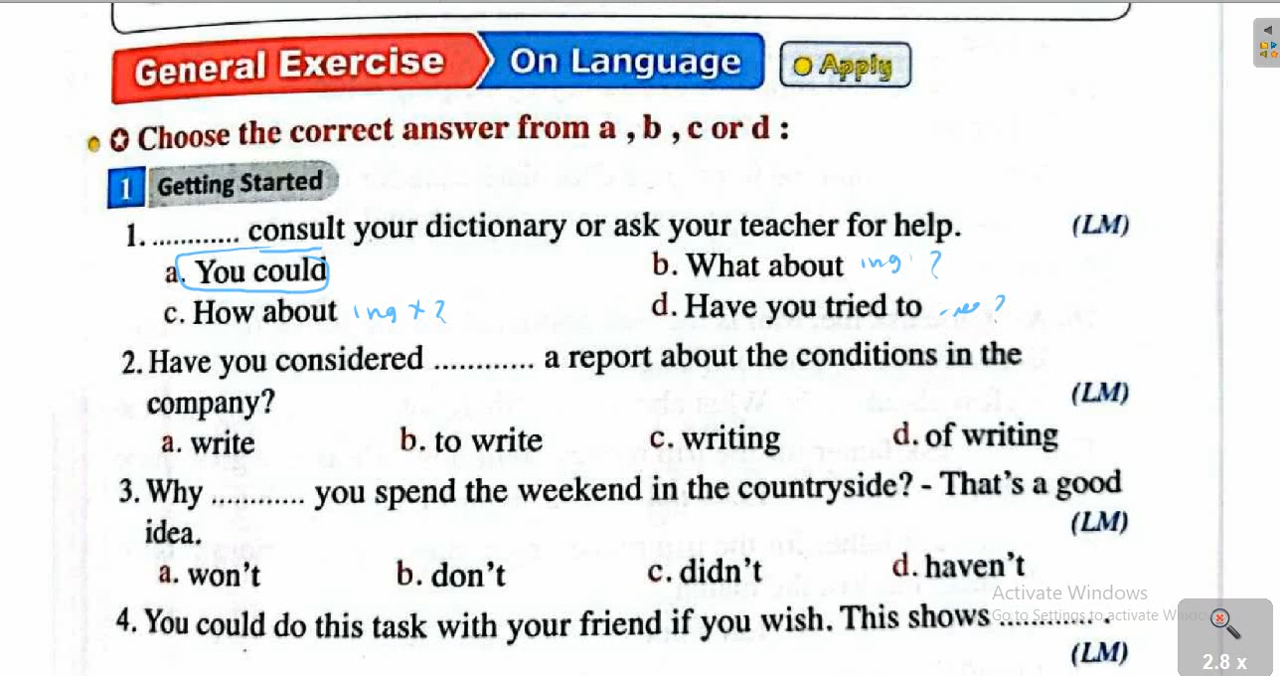 General Exercise On Language Apply
Choose the correct answer from a , b , c or d :
1 Getting Started
1. ............ consult your dictionary or ask your teacher for help. (LM)
a. You could b. What about ing ?
c. How about ing + ? d. Have you tried to ?
2. Have you considered ............ a report about the conditions in the
company? (LM)
a. write b. to write c. writing d. of writing
3. Why ............ you spend the weekend in the countryside? - That's a good
idea. (LM)
a. won't b. don't c. didn't d. haven't
Activate Windows
4. You could do this task with your friend if you wish. This shows ............ .
Go to Settings to activate
(LM)
2.8 x